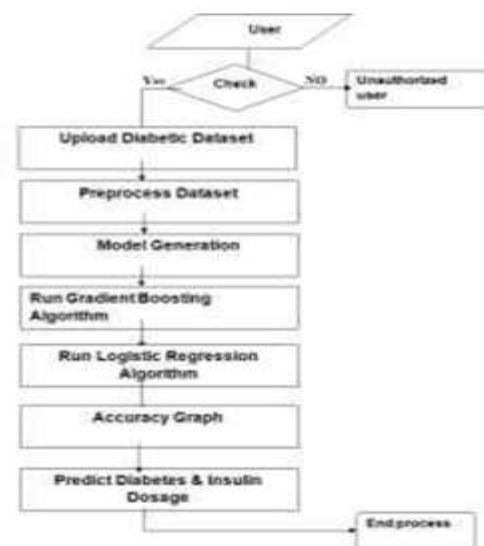 User
Yes
Check
NO
Unauthorized
user
Upload Diabetic Dataset
Preprocess Dataset
Model Generation
Run Gradient Boosting
Algorithm
Run Logistic Regression
Algorithm
Accuracy Graph
Predict Diabetes & Insulin
Dosage
End process